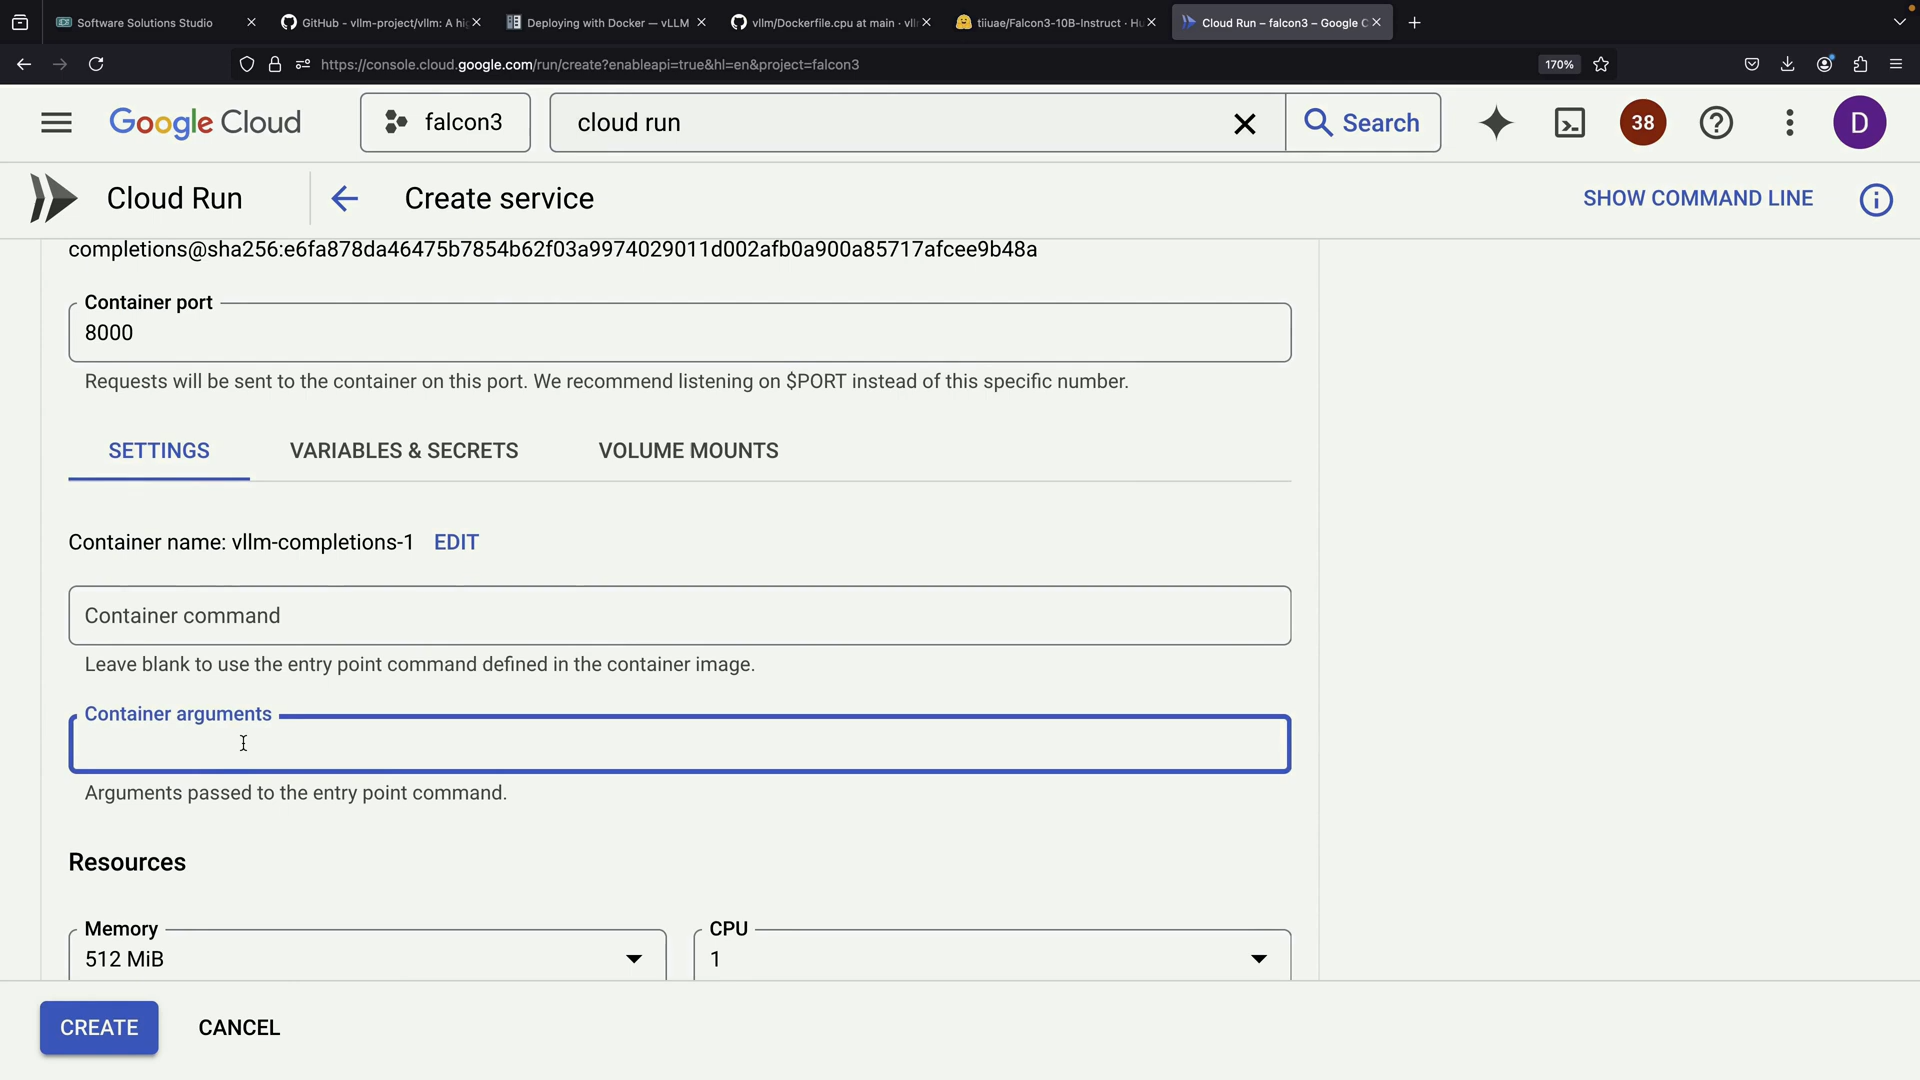 Software Solutions Studio
GitHub - vllm-project/vllm: A hi
Deploying with Docker — vLLM
vllm/Dockerfile.cpu at main · vll
tiiuae/Falcon3-10B-Instruct · Hu
Cloud Run – falcon3 – Google C
https://console.cloud.google.com/run/create?enableapi=true&hl=en&project=falcon3
170%
Google Cloud
falcon3
cloud run
Search
38
D
Cloud Run
Create service
SHOW COMMAND LINE
completions@sha256:e6fa878da46475b7854b62f03a9974029011d002afb0a900a85717afcee9b48a
Container port
8000
Requests will be sent to the container on this port. We recommend listening on $PORT instead of this specific number.
SETTINGS
VARIABLES & SECRETS
VOLUME MOUNTS
Container name: vllm-completions-1
EDIT
Container command
Leave blank to use the entry point command defined in the container image.
Container arguments
Arguments passed to the entry point command.
Resources
Memory
512 MiB
CPU
1
CREATE
CANCEL